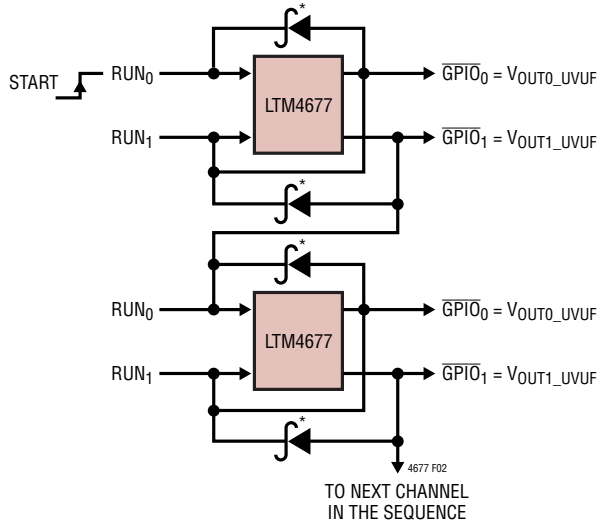 *
START
RUN0
LTM4677
GPIO0 = VOUT0_UVUF
RUN1
GPIO1 = VOUT1_UVUF
*
*
RUN0
LTM4677
GPIO0 = VOUT0_UVUF
RUN1
GPIO1 = VOUT1_UVUF
*
4677 F02
TO NEXT CHANNEL
IN THE SEQUENCE